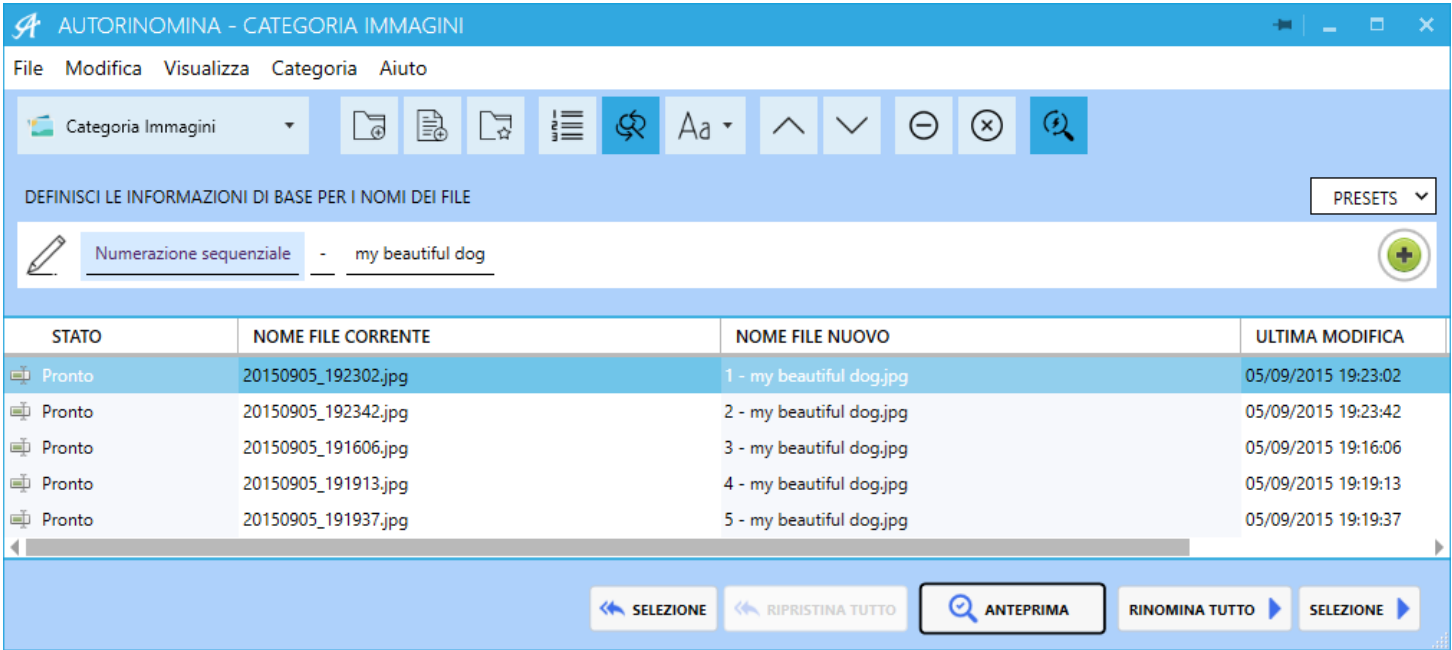 AUTORINOMINA - CATEGORIA IMMAGINI
File Modifica Visualizza Categoria Aiuto
Categoria Immagini Aa
DEFINISCI LE INFORMAZIONI DI BASE PER I NOMI DEI FILE PRESETS
Numerazione sequenziale - my beautiful dog
STATO NOME FILE CORRENTE NOME FILE NUOVO ULTIMA MODIFICA
Pronto 20150905_192302.jpg 1 - my beautiful dog.jpg 05/09/2015 19:23:02
Pronto 20150905_192342.jpg 2 - my beautiful dog.jpg 05/09/2015 19:23:42
Pronto 20150905_191606.jpg 3 - my beautiful dog.jpg 05/09/2015 19:16:06
Pronto 20150905_191913.jpg 4 - my beautiful dog.jpg 05/09/2015 19:19:13
Pronto 20150905_191937.jpg 5 - my beautiful dog.jpg 05/09/2015 19:19:37
SELEZIONE RIPRISTINA TUTTO ANTEPRIMA RINOMINA TUTTO SELEZIONE